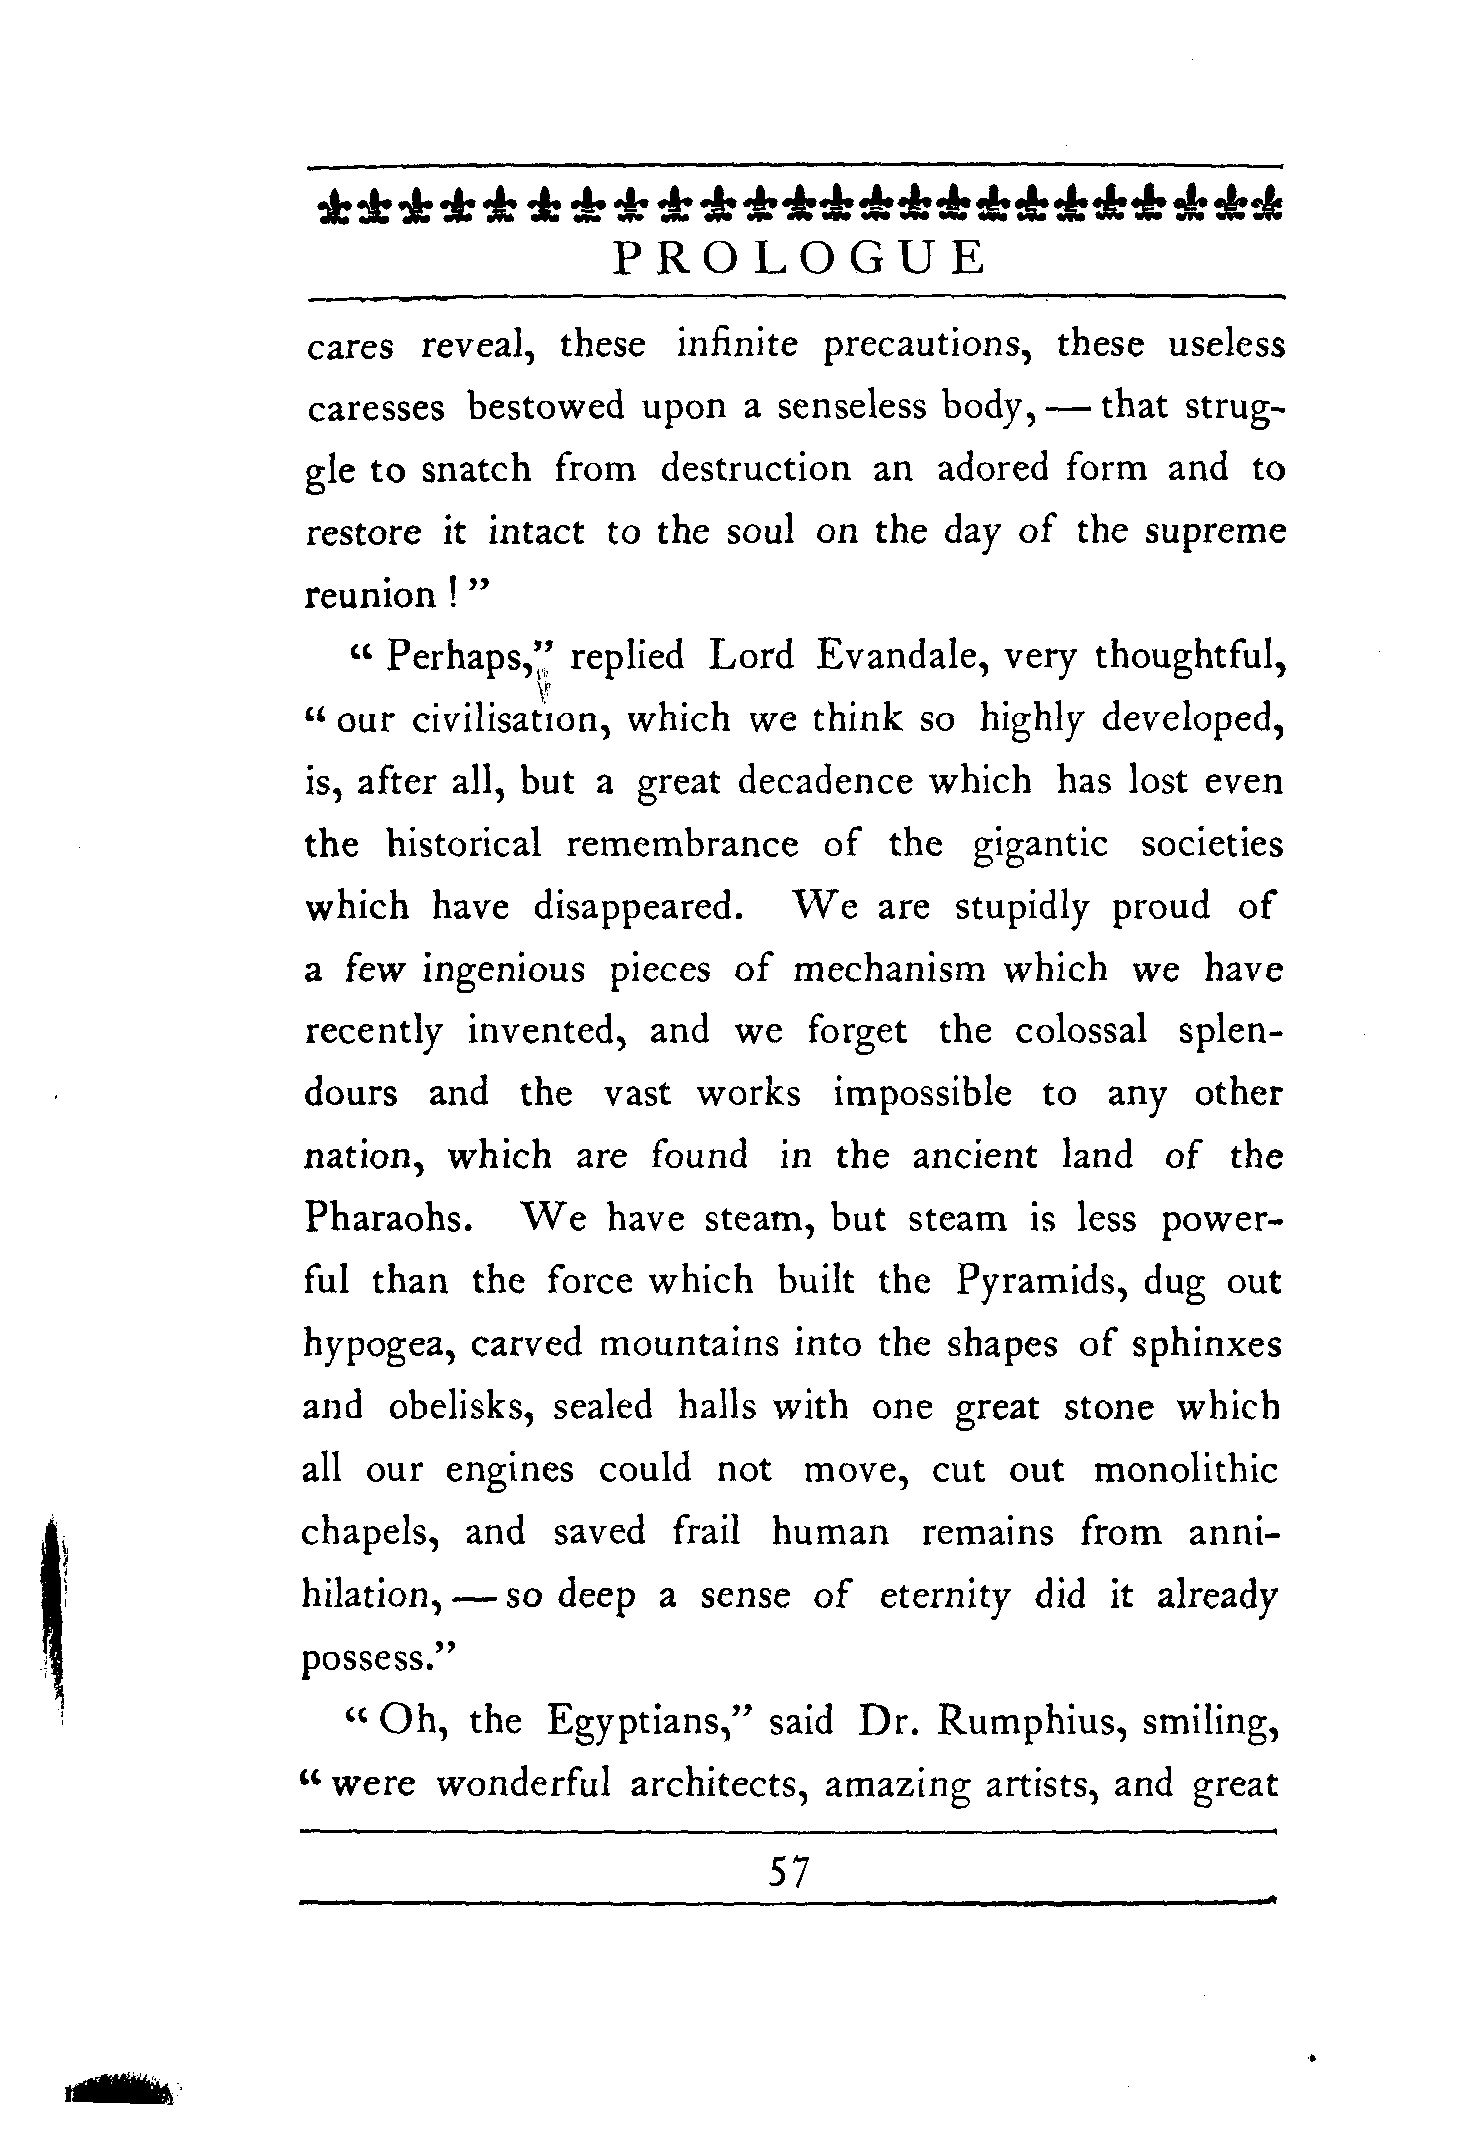 PROLOGUE
cares reveal, these infinite precautions, these useless
caresses bestowed upon a senseless body, — that strug-
gle to snatch from destruction an adored form and to
restore it intact to the soul on the day of the supreme
reunion ! ”
“ Perhaps,” replied Lord Evandale, very thoughtful,
“ our civilisation, which we think so highly developed,
is, after all, but a great decadence which has lost even
the historical remembrance of the gigantic societies
which have disappeared. We are stupidly proud of
a few ingenious pieces of mechanism which we have
recently invented, and we forget the colossal splen-
dours and the vast works impossible to any other
nation, which are found in the ancient land of the
Pharaohs. We have steam, but steam is less power-
ful than the force which built the Pyramids, dug out
hypogea, carved mountains into the shapes of sphinxes
and obelisks, sealed halls with one great stone which
all our engines could not move, cut out monolithic
chapels, and saved frail human remains from anni-
hilation, — so deep a sense of eternity did it already
possess.”
“ Oh, the Egyptians,” said Dr. Rumphius, smiling,
“ were wonderful architects, amazing artists, and great
57